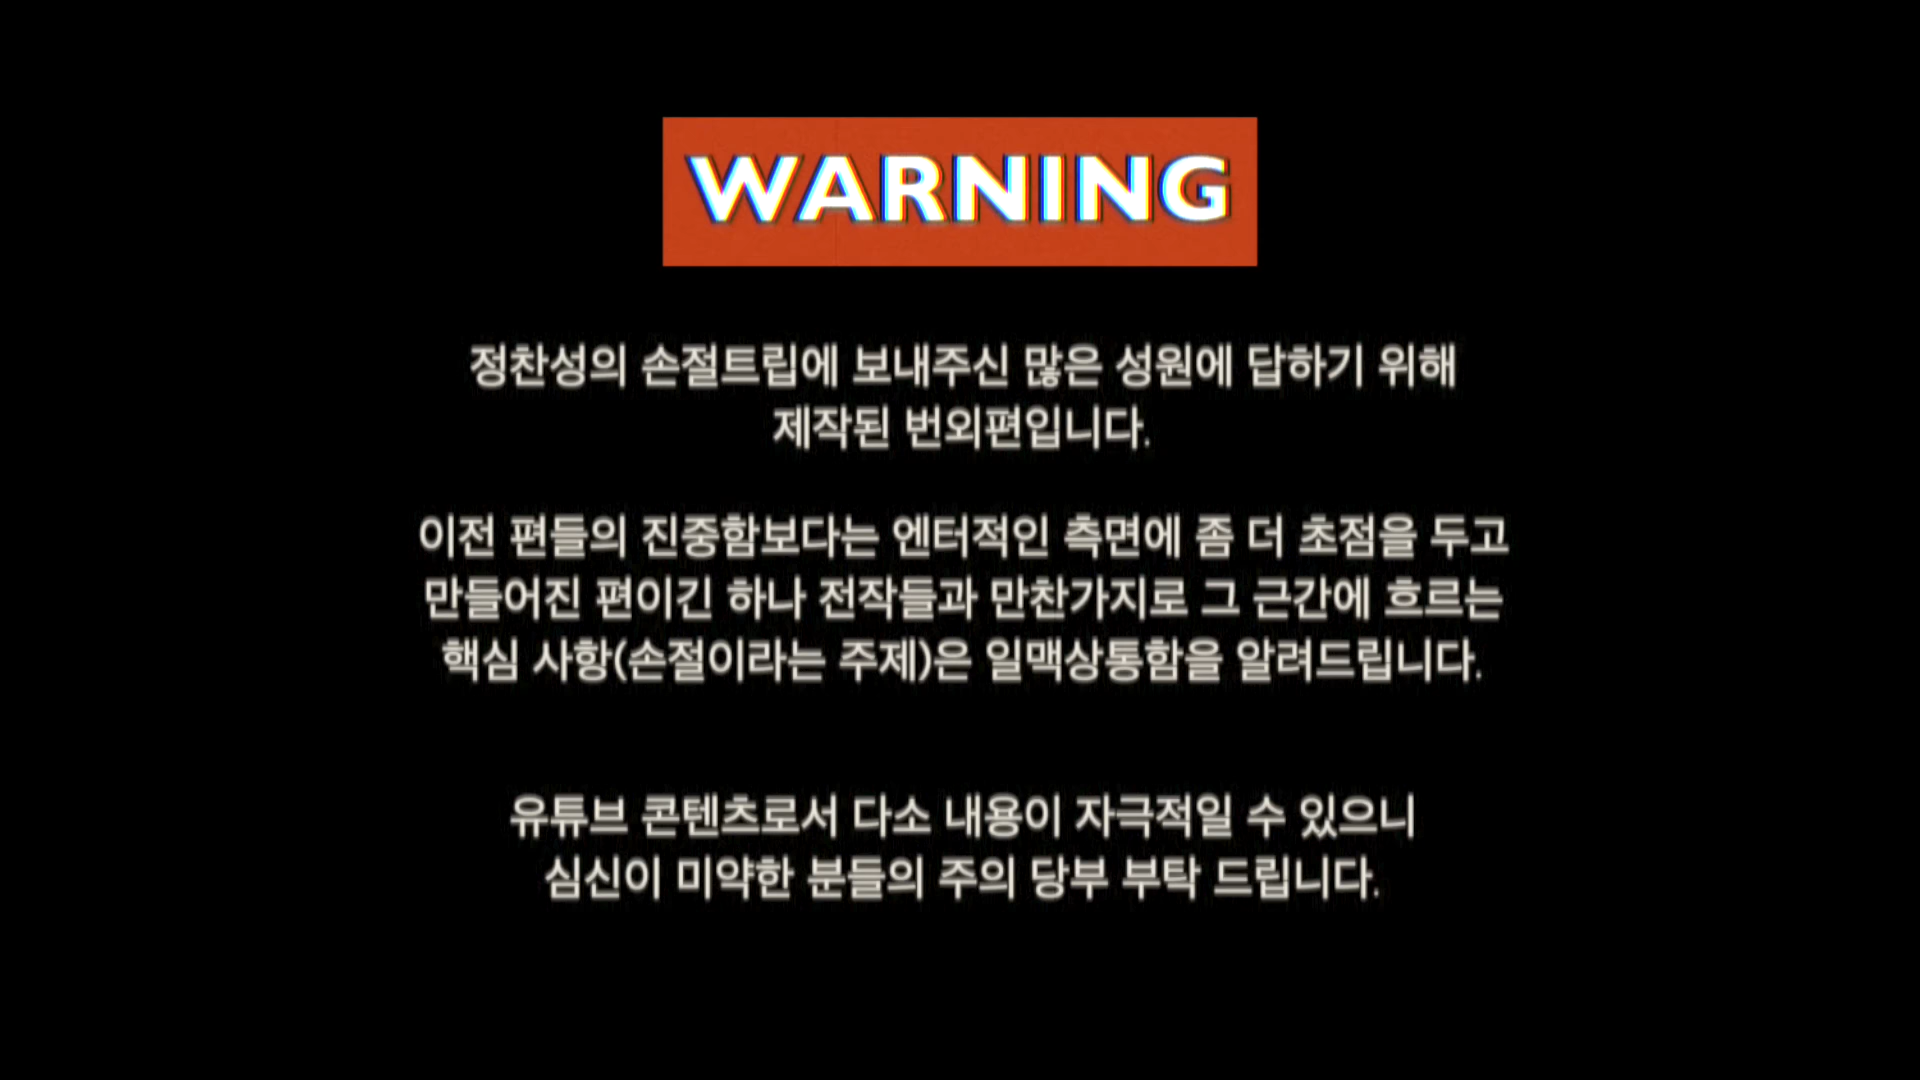 WARNING
정찬성의 손절트립에 보내주신 많은 성원에 답하기 위해
제작된 번외편입니다.
이전 편들의 진중함보다는 엔터적인 측면에 좀 더 초점을 두고
만들어진 편이긴 하나 전작들과 만찬가지로 그 근간에 흐르는
핵심 사항(손절이라는 주제)은 일맥상통함을 알려드립니다.
유튜브 콘텐츠로서 다소 내용이 자극적일 수 있으니
심신이 미약한 분들의 주의 당부 부탁 드립니다.